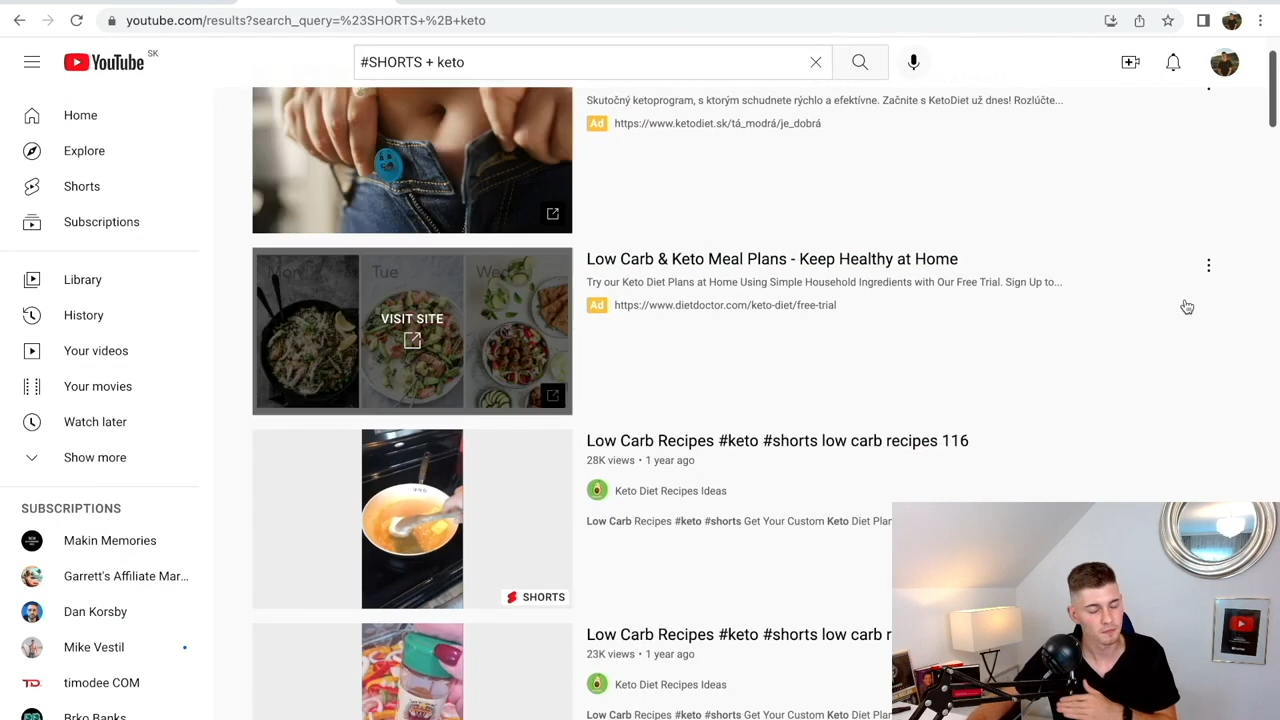 youtube.com/results?search_query=%23SHORTS+%2B+keto
YouTube SK
#SHORTS + keto
Home
Explore
Shorts
Subscriptions
Library
History
Your videos
Your movies
Watch later
Show more
SUBSCRIPTIONS
Makin Memories
Garrett's Affiliate Mar...
Dan Korsby
Mike Vestil
timodee COM
Brko Banks
Skutočný ketoprogram, s ktorým schudnete rýchlo a efektívne. Začnite s KetoDiet už dnes! Rozlúčte...
Ad https://www.ketodiet.sk/tá_modrá/je_dobrá
Tue
VISIT SITE
Low Carb & Keto Meal Plans - Keep Healthy at Home
Try our Keto Diet Plans at Home Using Simple Household Ingredients with Our Free Trial. Sign Up to...
Ad https://www.dietdoctor.com/keto-diet/free-trial
SHORTS
Low Carb Recipes #keto #shorts low carb recipes 116
28K views • 1 year ago
Keto Diet Recipes Ideas
Low Carb Recipes #keto #shorts Get Your Custom Keto Diet Plan
Low Carb Recipes #keto #shorts low carb r
23K views • 1 year ago
Keto Diet Recipes Ideas
Low Carb Recipes #keto #shorts Get Your Custom Keto Diet Plan